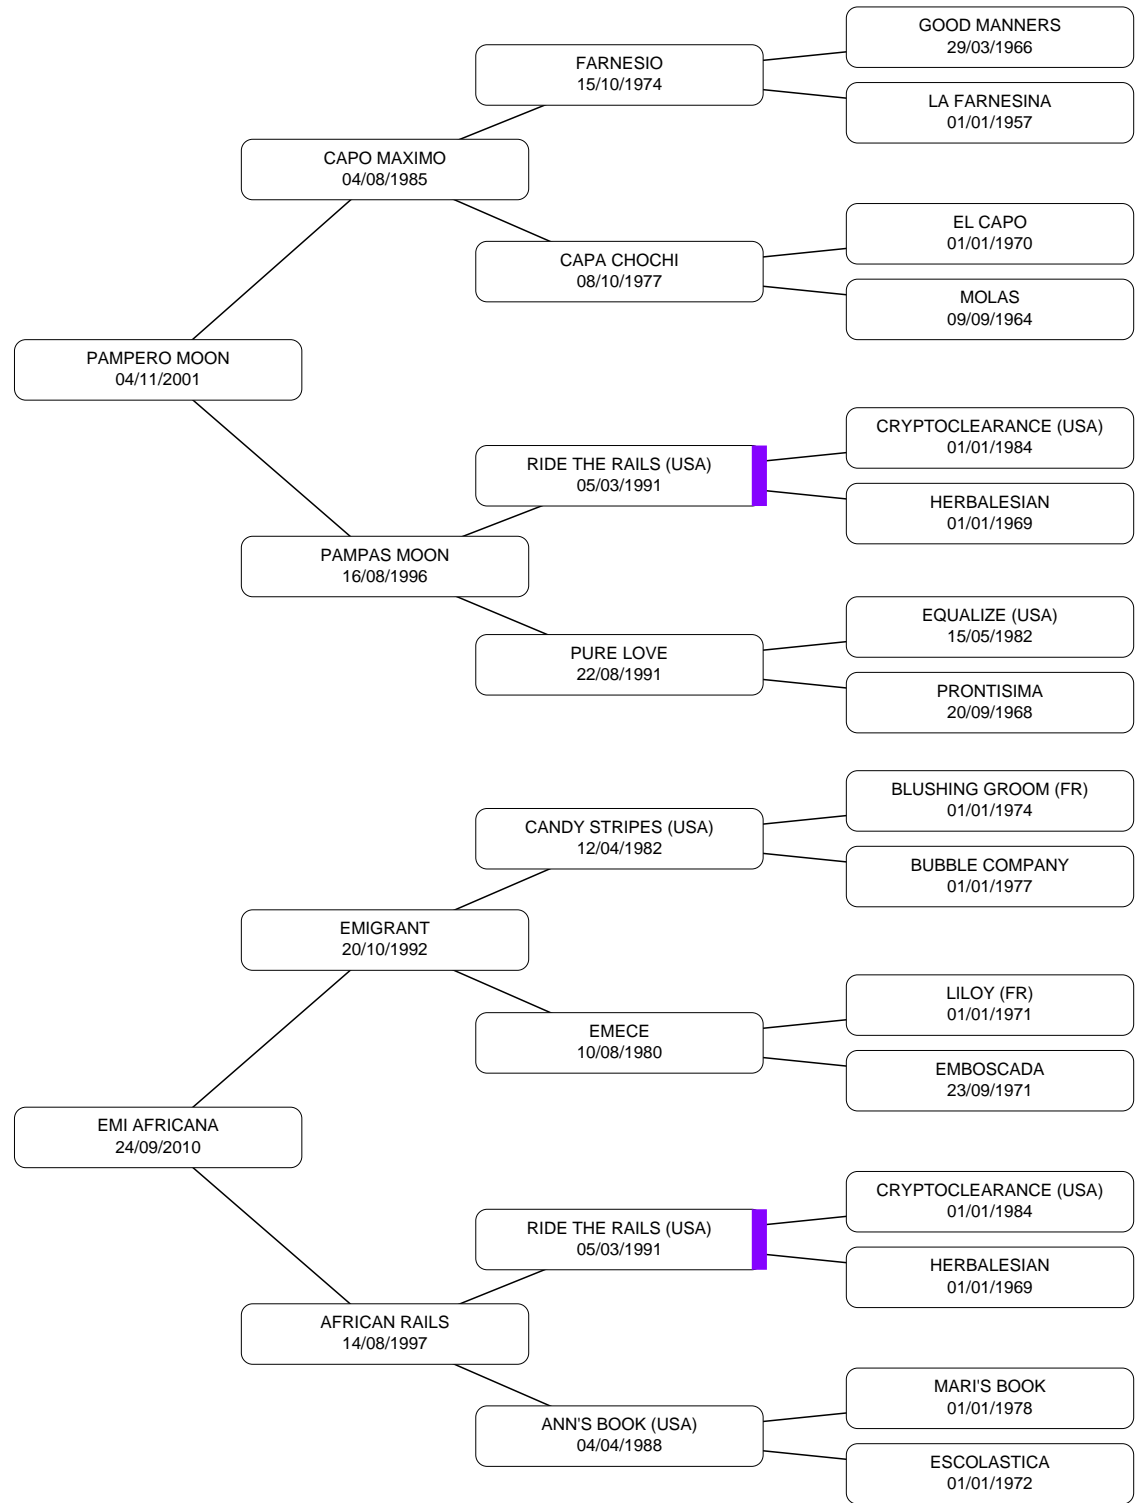 GOOD MANNERS
29/03/1966
FARNESIO
15/10/1974
LA FARNESINA
01/01/1957
CAPO MAXIMO
04/08/1985
EL CAPO
01/01/1970
CAPA CHOCHI
08/10/1977
MOLAS
09/09/1964
PAMPERO MOON
04/11/2001
CRYPTOCLEARANCE (USA)
01/01/1984
RIDE THE RAILS (USA)
05/03/1991
HERBALESIAN
01/01/1969
PAMPAS MOON
16/08/1996
EQUALIZE (USA)
15/05/1982
PURE LOVE
22/08/1991
PRONTISIMA
20/09/1968
BLUSHING GROOM (FR)
01/01/1974
CANDY STRIPES (USA)
12/04/1982
BUBBLE COMPANY
01/01/1977
EMIGRANT
20/10/1992
LILOY (FR)
01/01/1971
EMECE
10/08/1980
EMBOSCADA
23/09/1971
EMI AFRICANA
24/09/2010
CRYPTOCLEARANCE (USA)
01/01/1984
RIDE THE RAILS (USA)
05/03/1991
HERBALESIAN
01/01/1969
AFRICAN RAILS
14/08/1997
MARI'S BOOK
01/01/1978
ANN'S BOOK (USA)
04/04/1988
ESCOLASTICA
01/01/1972